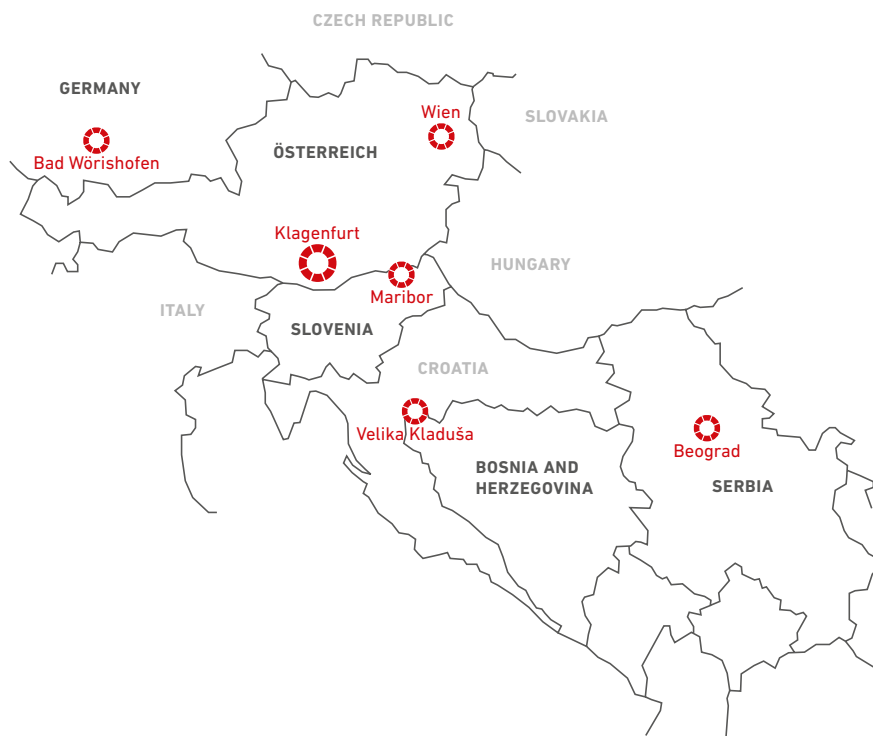 CZECH REPUBLIC
GERMANY
Wien
SLOVAKIA
Bad Wörishofen
ÖSTERREICH
Klagenfurt
HUNGARY
Maribor
ITALY
SLOVENIA
CROATIA
Velika Kladuša
Beograd
BOSNIA AND
HERZEGOVINA
SERBIA